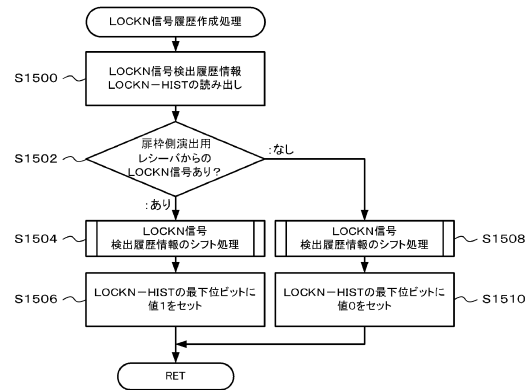 LOCKN信号履歴作成処理
S1500
LOCKN信号検出履歴情報
LOCKN－HISTの読み出し
S1502
扉枠側演出用
レシーバからの
LOCKN信号あり？
:なし
:あり
S1504
LOCKN信号
検出履歴情報のシフト処理
LOCKN信号
検出履歴情報のシフト処理
S1508
S1506
LOCKN－HISTの最下位ビットに
値1をセット
LOCKN－HISTの最下位ビットに
値0をセット
S1510
RET